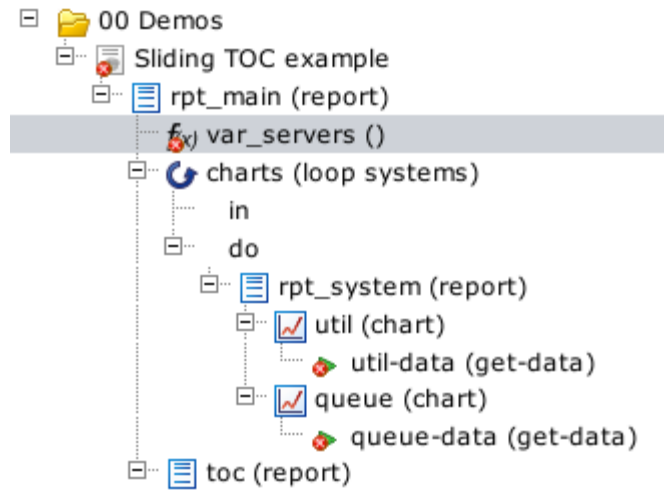 00 Demos
Sliding TOC example
rpt_main (report)
f(x) var_servers ()
charts (loop systems)
in
do
rpt_system (report)
util (chart)
util-data (get-data)
queue (chart)
queue-data (get-data)
toc (report)